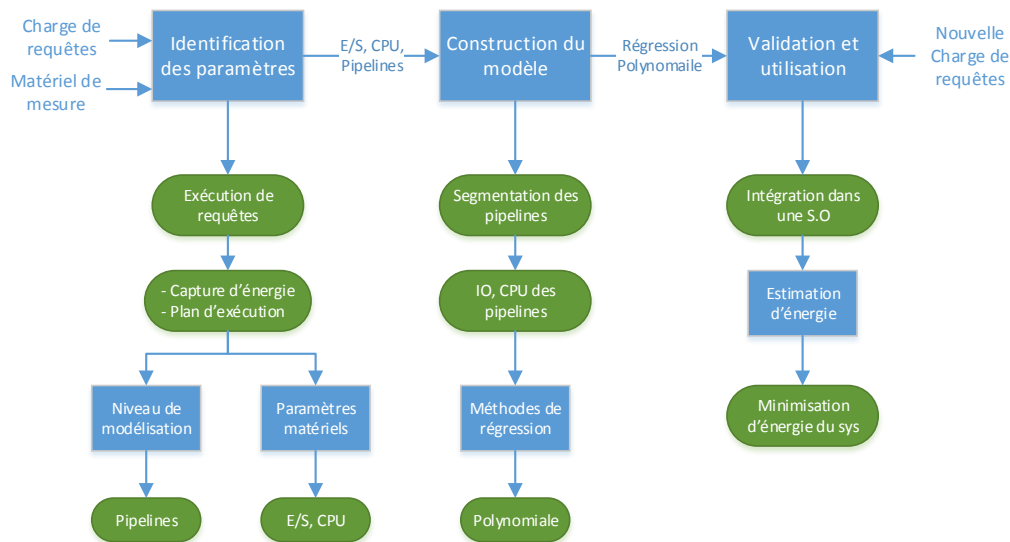 Charge de
requêtes
Matériel de
mesure
Identification
des paramètres
E/S, CPU,
Pipelines
Construction du
modèle
Régression
Polynomaile
Validation et
utilisation
Nouvelle
Charge de
requêtes
Exécution de
requêtes
Segmentation des
pipelines
Intégration dans
une S.O
- Capture d'énergie
- Plan d'exécution
IO, CPU des
pipelines
Estimation
d'énergie
Niveau de
modélisation
Paramètres
matériels
Méthodes de
régression
Minimisation
d'énergie du sys
Pipelines
E/S, CPU
Polynomiale